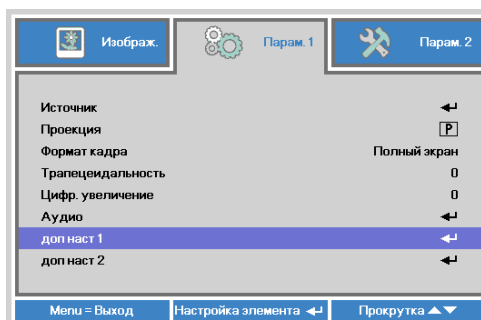 Изображ. Парам. 1 Парам. 2
Источник ↵
Проекция P
Формат кадра Полный экран
Трапецеидальность 0
Цифр. увеличение 0
Аудио ↵
доп наст 1 ↵
доп наст 2 ↵
Menu = Выход Настройка элемента ↵ Прокрутка ▲▼